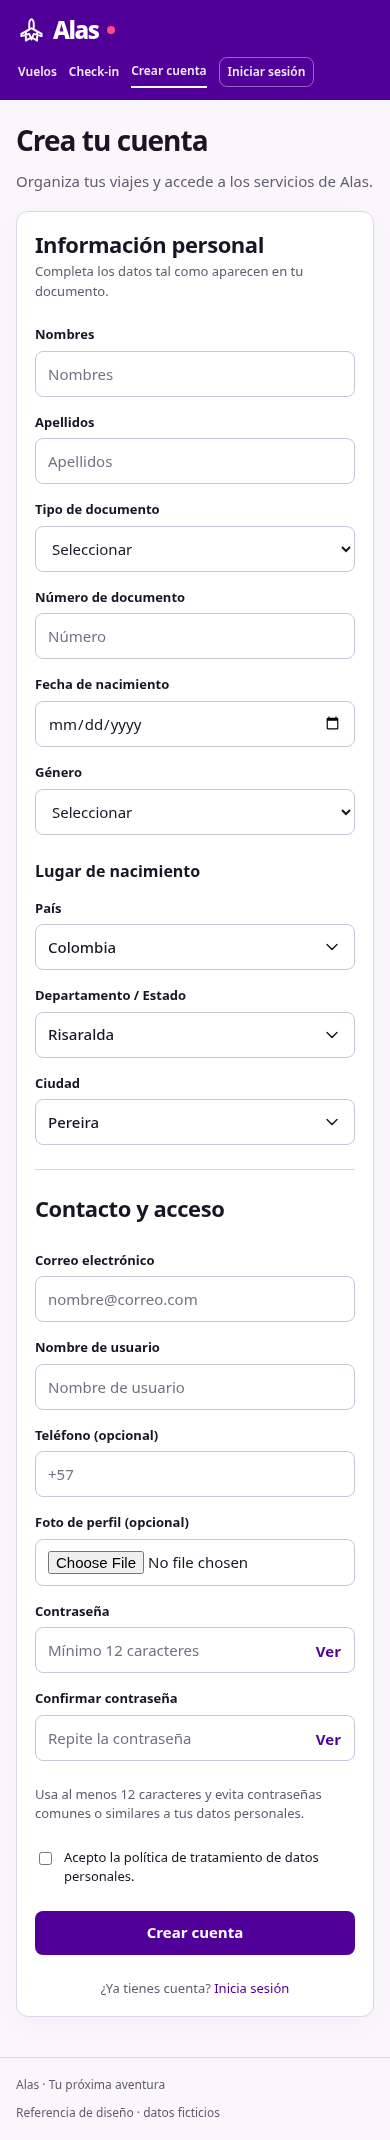 Alas
Vuelos Check-in Crear cuenta Iniciar sesión
Crea tu cuenta
Organiza tus viajes y accede a los servicios de Alas.
Información personal
Completa los datos tal como aparecen en tu
documento.
Nombres
Nombres
Apellidos
Apellidos
Tipo de documento
Seleccionar
Número de documento
Número
Fecha de nacimiento
mm/dd/yyyy
Género
Seleccionar
Lugar de nacimiento
País
Colombia
Departamento / Estado
Risaralda
Ciudad
Pereira
Contacto y acceso
Correo electrónico
nombre@correo.com
Nombre de usuario
Nombre de usuario
Teléfono (opcional)
+57
Foto de perfil (opcional)
Choose File No file chosen
Contraseña
Mínimo 12 caracteres Ver
Confirmar contraseña
Repite la contraseña Ver
Usa al menos 12 caracteres y evita contraseñas
comunes o similares a tus datos personales.
Acepto la política de tratamiento de datos
personales.
Crear cuenta
¿Ya tienes cuenta? Inicia sesión
Alas · Tu próxima aventura
Referencia de diseño · datos ficticios